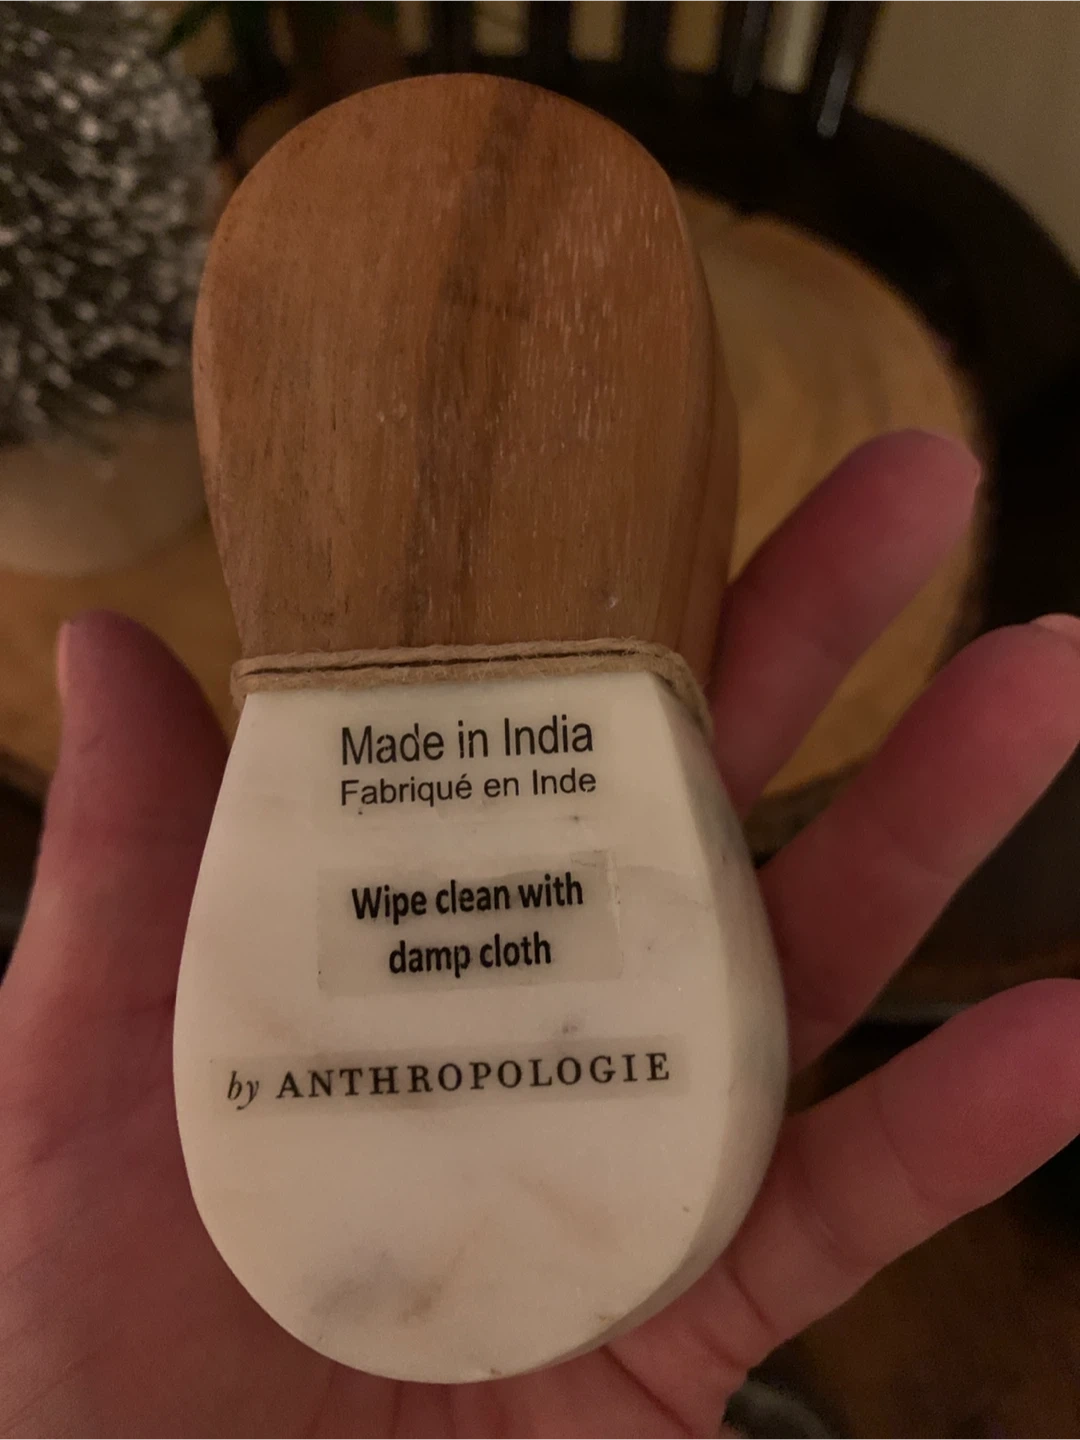 Made in India
Fabriqué en Inde
Wipe clean with
damp cloth
by ANTHROPOLOGIE